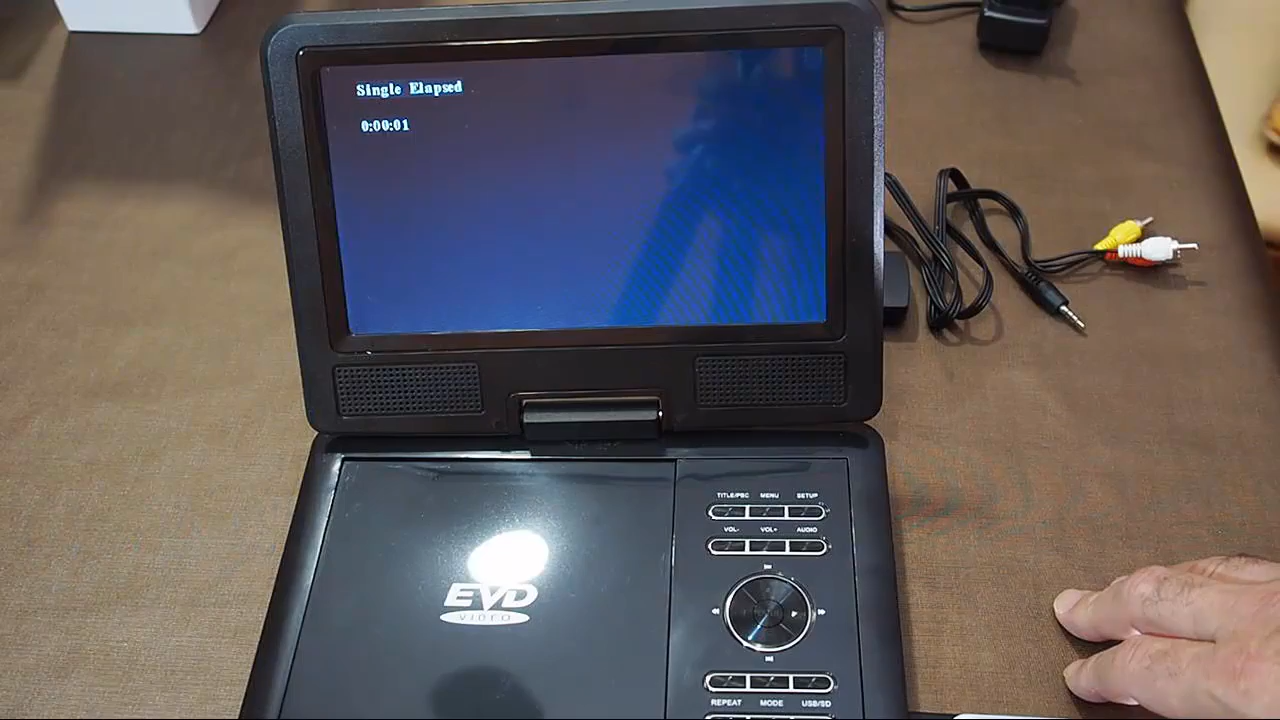 Single Elapsed
0:00:01
TITLE/PBC MENU SETUP
VOL- VOL+ AUDIO
EVD
VIDEO
REPEAT MODE USB/SD